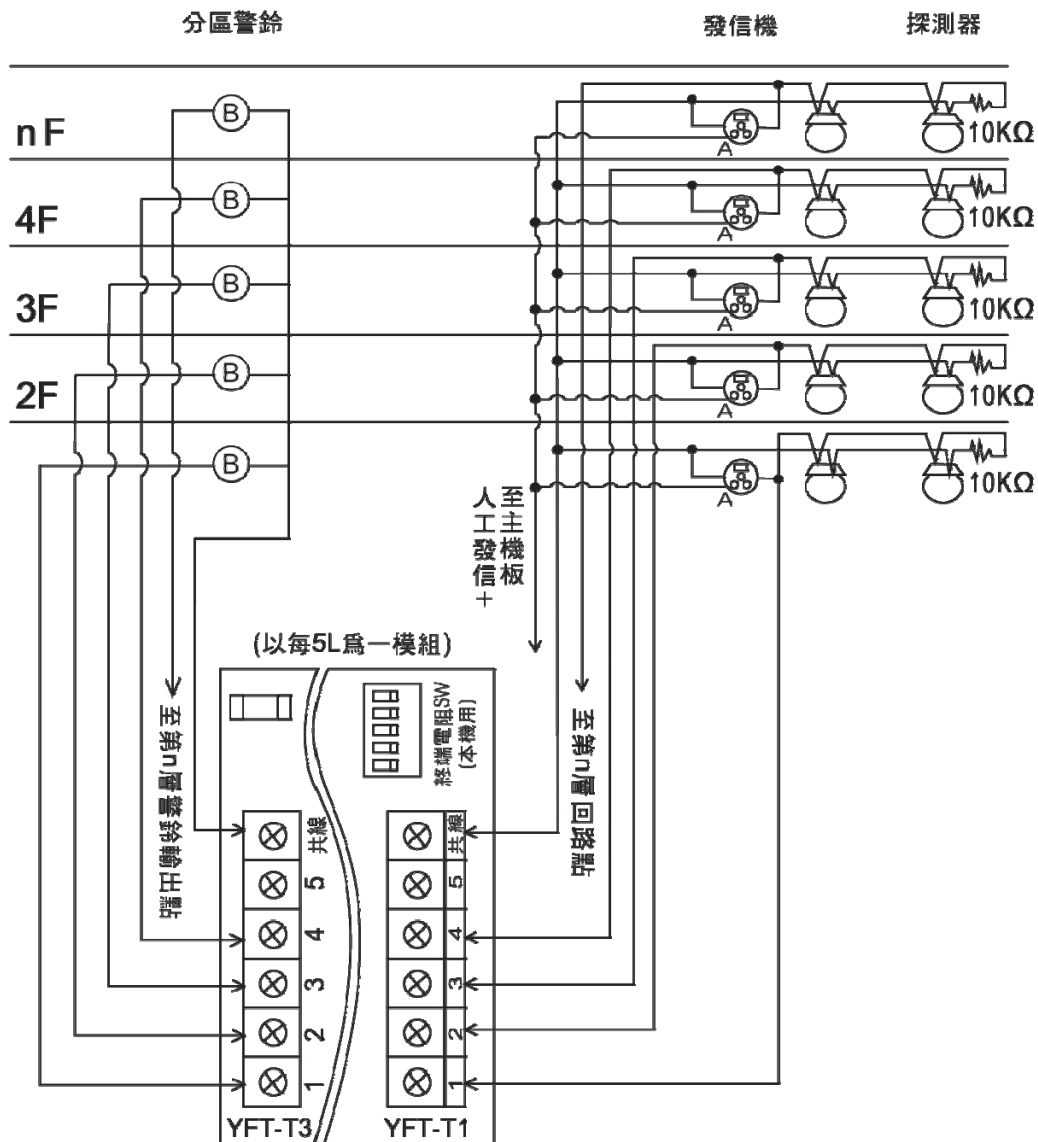 分區警鈴
發信機
探測器
nF
B
A
10KΩ
4F
B
A
10KΩ
3F
B
A
10KΩ
2F
B
A
10KΩ
B
A
10KΩ
至主機板
人工發信+
(以每5L爲一模組)
終端電阻SW
(本機用)
至第n層警鈴輸出點
至第n層回路點
共線
5
4
3
2
1
共線
5
4
3
2
1
YFT-T3
YFT-T1